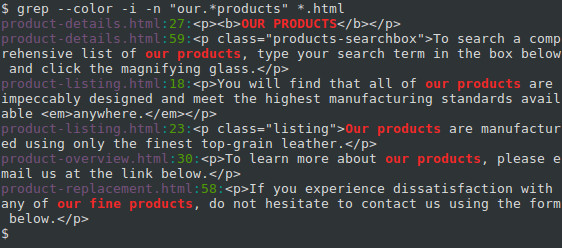 $ grep --color -i -n "our.*products" *.html
product-details.html:27:<p><b>OUR PRODUCTS</b></p>
product-details.html:59:<p class="products-searchbox">To search a comp
rehensive list of our products, type your search term in the box below
 and click the magnifying glass.</p>
product-listing.html:18:<p>You will find that all of our products are
impeccably designed and meet the highest manufacturing standards avail
able <em>anywhere.</em></p>
product-listing.html:23:<p class="listing">Our products are manufactur
ed using only the finest top-grain leather.</p>
product-overview.html:30:<p>To learn more about our products, please e
mail us at the link below.</p>
product-replacement.html:58:<p>If you experience dissatisfaction with
any of our fine products, do not hesitate to contact us using the form
 below.</p>
$